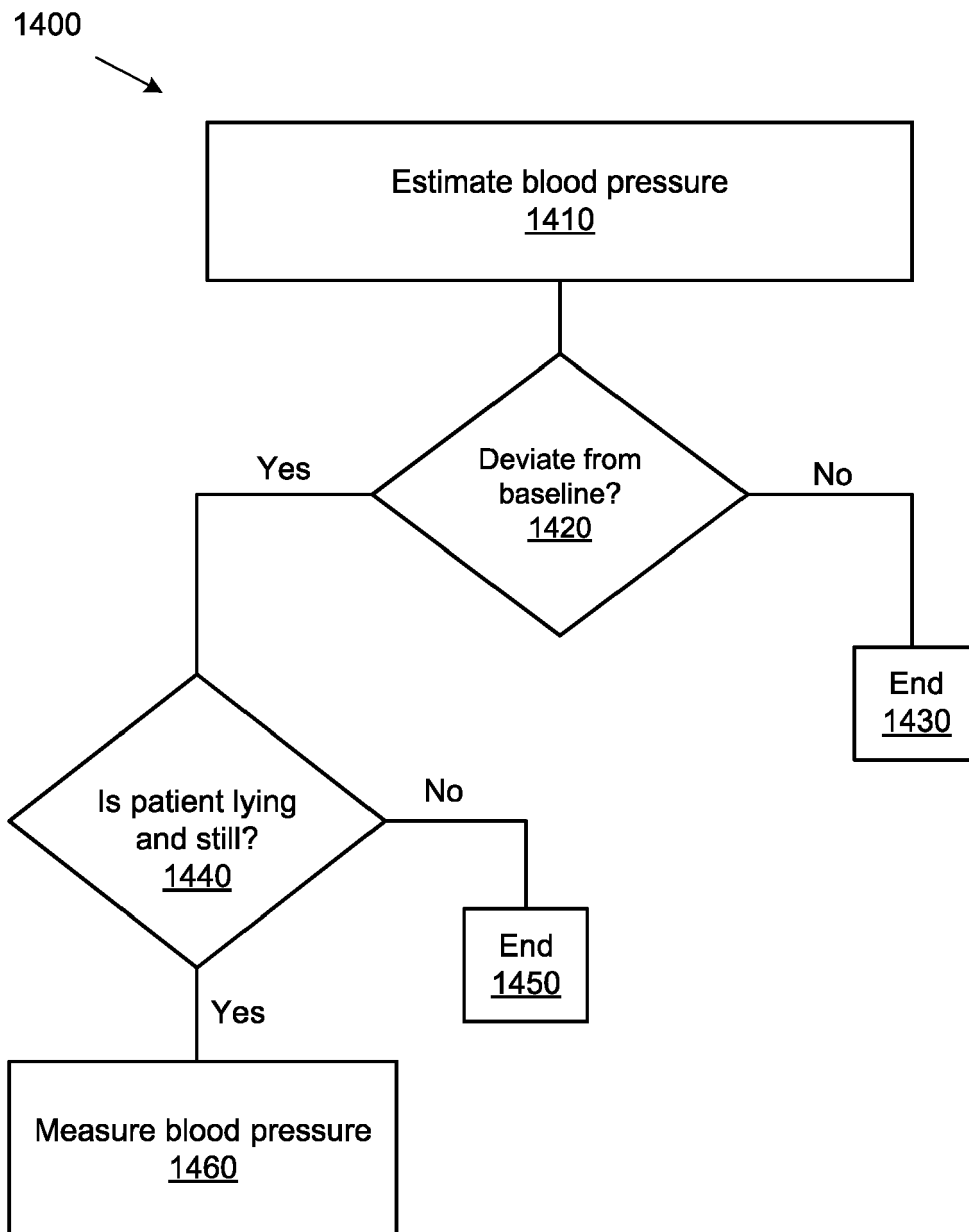 1400
Estimate blood pressure
1410
Yes
Deviate from
baseline?
1420
No
End
1430
Is patient lying
and still?
1440
No
End
1450
Yes
Measure blood pressure
1460